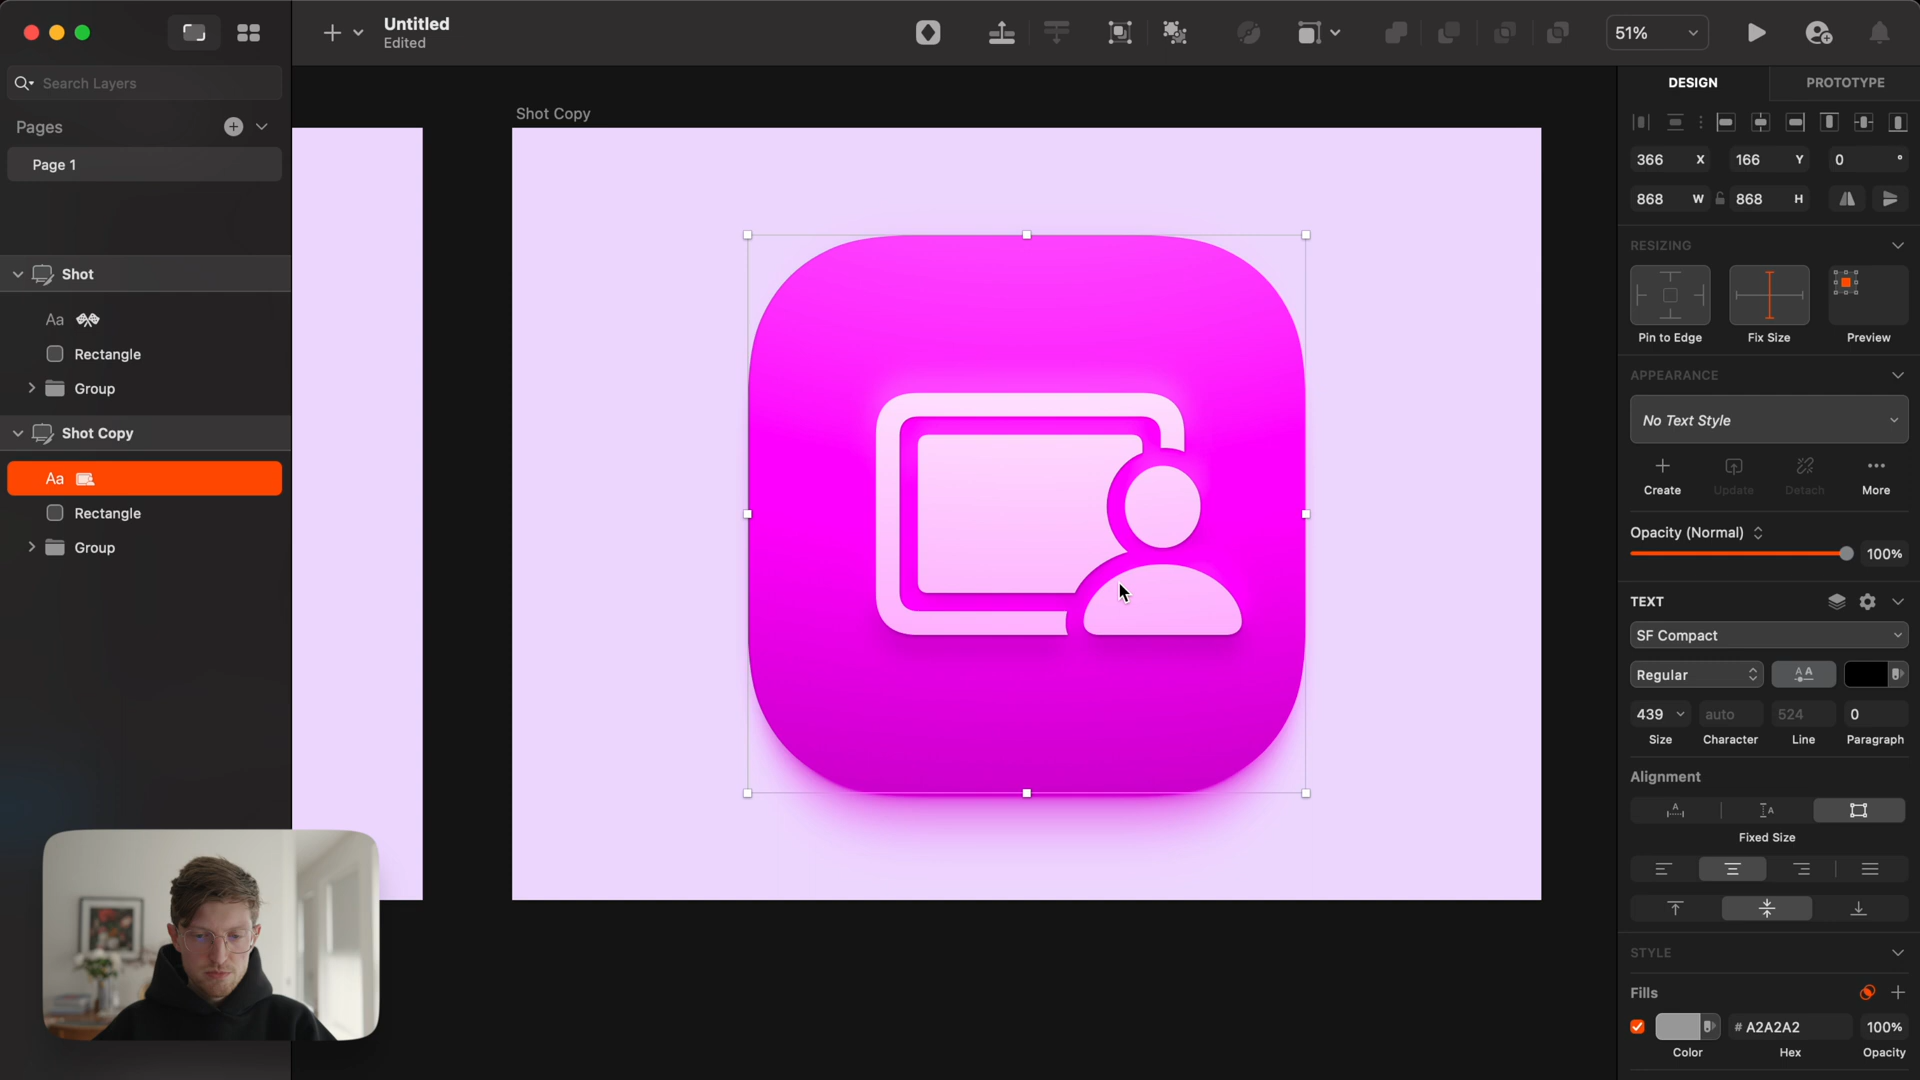 Untitled
Edited
51%
Search Layers
Pages
Page 1
Shot
Aa
Rectangle
Group
Shot Copy
Aa
Rectangle
Group
Shot Copy
DESIGN
PROTOTYPE
366 X
166 Y
0 °
868 W
868 H
RESIZING
Pin to Edge
Fix Size
Preview
APPEARANCE
No Text Style
Create
Update
Detach
More
Opacity (Normal)
100%
TEXT
SF Compact
Regular
439
auto
524
0
Size
Character
Line
Paragraph
Alignment
Fixed Size
STYLE
Fills
# A2A2A2
100%
Color
Hex
Opacity